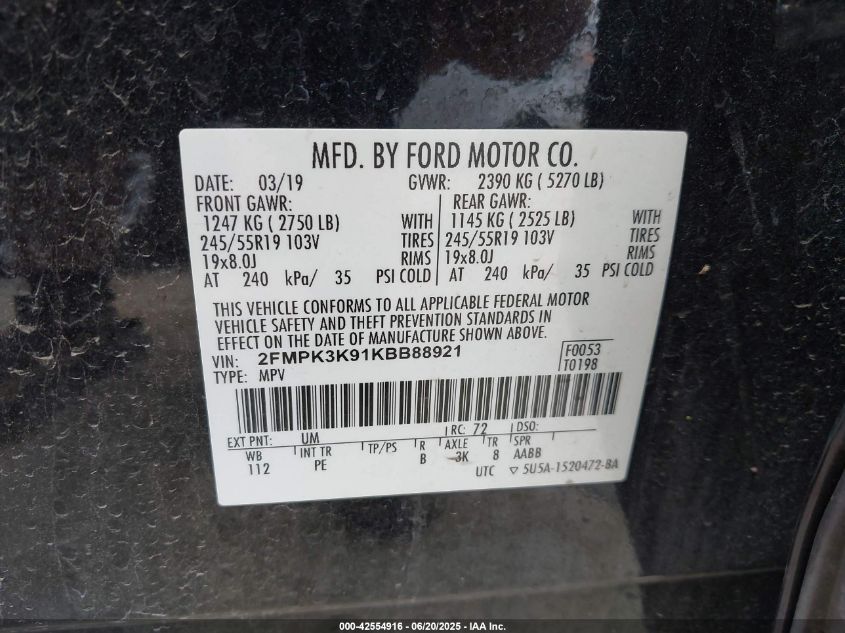 MFD. BY FORD MOTOR CO.
DATE: 03/19 GVWR: 2390 KG ( 5270 LB)
FRONT GAWR: REAR GAWR:
1247 KG ( 2750 LB) WITH 1145 KG ( 2525 LB) WITH
245/55R19 103V TIRES 245/55R19 103V TIRES
19x8.0J RIMS 19x8.0J RIMS
AT 240 kPa/ 35 PSI COLD AT 240 kPa/ 35 PSI COLD
THIS VEHICLE CONFORMS TO ALL APPLICABLE FEDERAL MOTOR
VEHICLE SAFETY AND THEFT PREVENTION STANDARDS IN
EFFECT ON THE DATE OF MANUFACTURE SHOWN ABOVE.
VIN: 2FMPK3K91KBB88921 F0053
TYPE: MPV T0198
EXT PNT: UM RC: 72 DSO:
WB INT TR TP/PS R AXLE TR SPR
112 PE B 3K 8 AABB
UTC ▽ 5U5A-1520472-BA
000-42554916 - 06/20/2025 - IAA Inc.